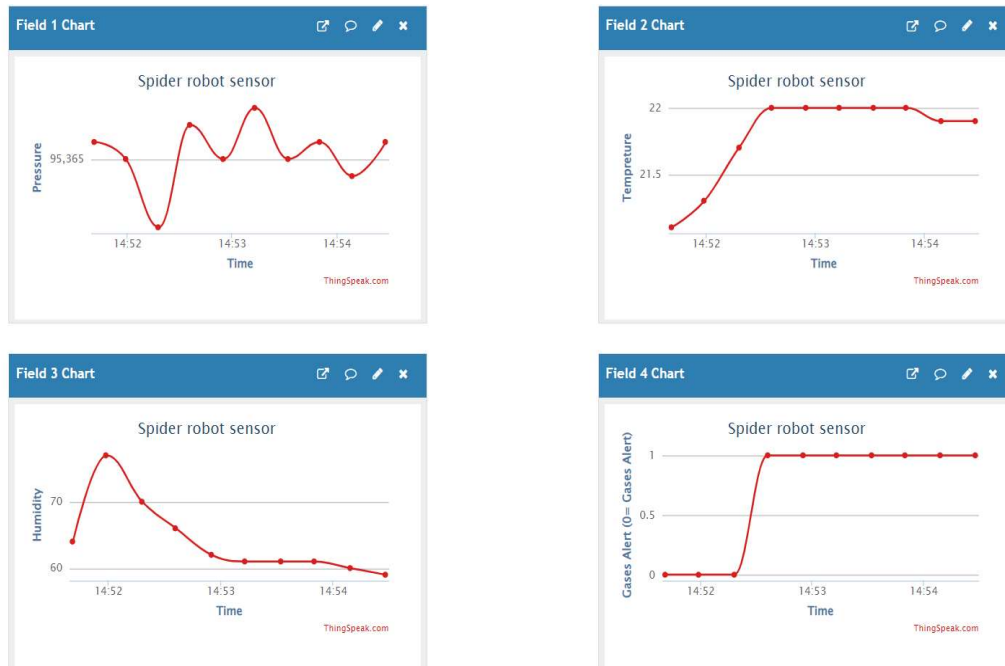 Field 1 Chart
Spider robot sensor
Pressure
95,365
14:52 14:53 14:54
Time
ThingSpeak.com
Field 2 Chart
Spider robot sensor
Tempreture
22
21.5
14:52 14:53 14:54
Time
ThingSpeak.com
Field 3 Chart
Spider robot sensor
Humidity
70
60
14:52 14:53 14:54
Time
ThingSpeak.com
Field 4 Chart
Spider robot sensor
Gases Alert (0= Gases Alert)
1
0.5
0
14:52 14:53 14:54
Time
ThingSpeak.com